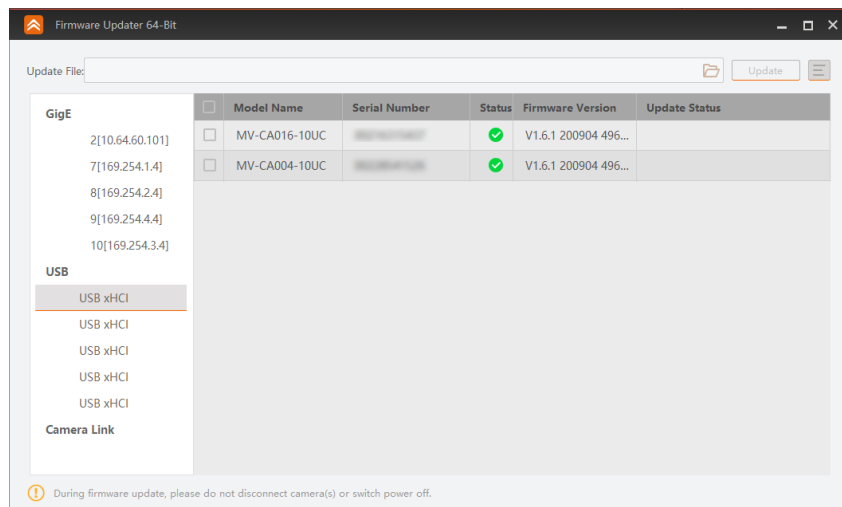 Firmware Updater 64-Bit
Update File:
Update
GigE
2[10.64.60.101]
7[169.254.1.4]
8[169.254.2.4]
9[169.254.4.4]
10[169.254.3.4]
USB
USB xHCI
USB xHCI
USB xHCI
USB xHCI
USB xHCI
Camera Link
Model Name Serial Number Status Firmware Version Update Status
MV-CA016-10UC V1.6.1 200904 496...
MV-CA004-10UC V1.6.1 200904 496...
During firmware update, please do not disconnect camera(s) or switch power off.